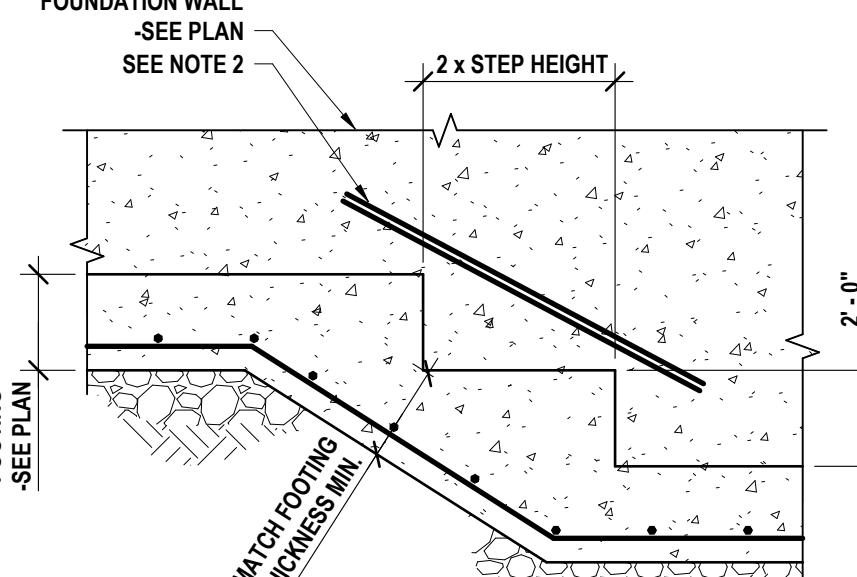 FOUNDATION WALL
-SEE PLAN
SEE NOTE 2
2 x STEP HEIGHT
2' - 0"
-SEE PLAN
MATCH FOOTING
THICKNESS MIN.